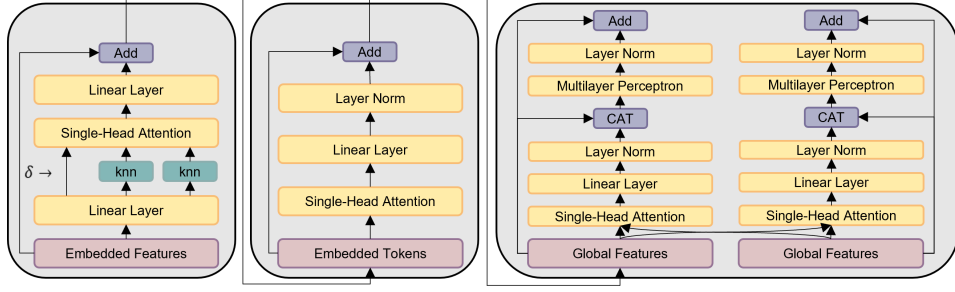 Add
Linear Layer
Single-Head Attention
δ →
knn
knn
Linear Layer
Embedded Features
Add
Layer Norm
Linear Layer
Single-Head Attention
Embedded Tokens
Add
Layer Norm
Multilayer Perceptron
CAT
Layer Norm
Linear Layer
Single-Head Attention
Global Features
Add
Layer Norm
Multilayer Perceptron
CAT
Layer Norm
Linear Layer
Single-Head Attention
Global Features